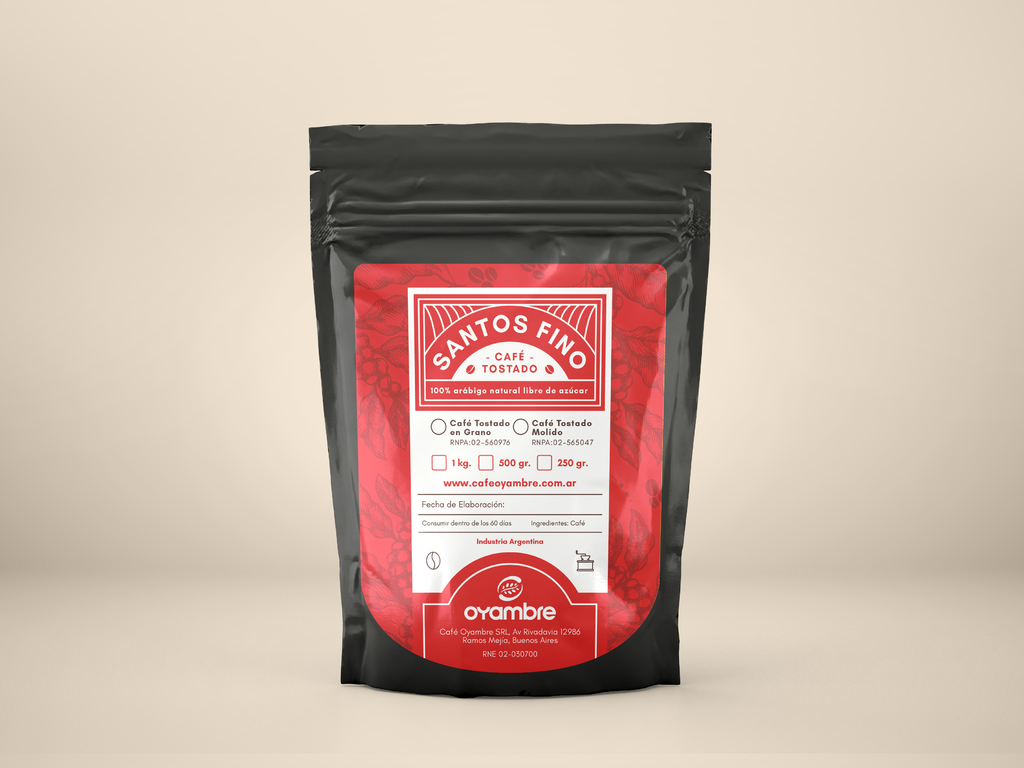 SANTOS FINO
- CAFÉ -
TOSTADO
100% arábigo natural libre de azúcar
Café Tostado en Grano
RNPA:02-560976
Café Tostado Molido
RNPA:02-565047
1 kg. 500 gr. 250 gr.
www.cafeoyambre.com.ar
Fecha de Elaboración:
Consumir dentro de los 60 días Ingredientes: Café
Industria Argentina
oyambre
Café Oyambre SRL, Av Rivadavia 12986
Ramos Mejía, Buenos Aires
RNE 02-030700